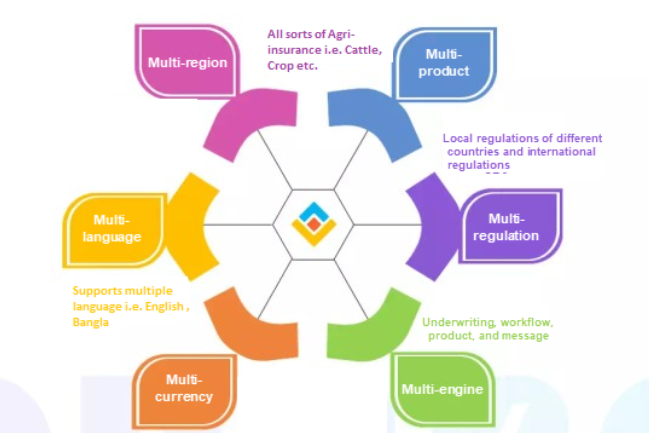 Multi-region
All sorts of Agri-
insurance i.e. Cattle,
Crop etc.
Multi-
product
Local regulations of different
countries and international
regulations
Multi-
language
Multi-
regulation
Supports multiple
language i.e. English ,
Bangla
Underwriting, workflow,
product, and message
Multi-
currency
Multi-engine